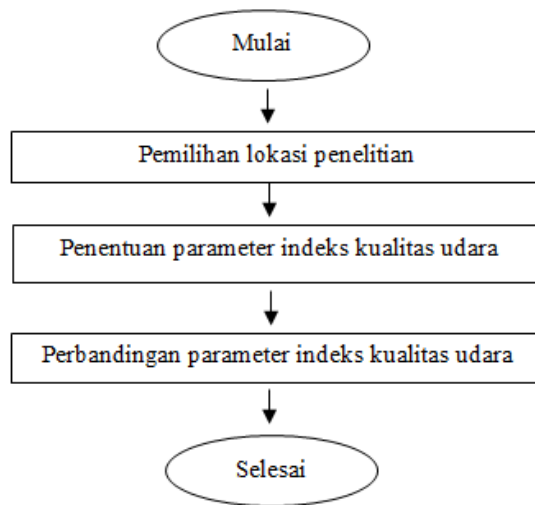 Mulai
Pemilihan lokasi penelitian
Penentuan parameter indeks kualitas udara
Perbandingan parameter indeks kualitas udara
Selesai